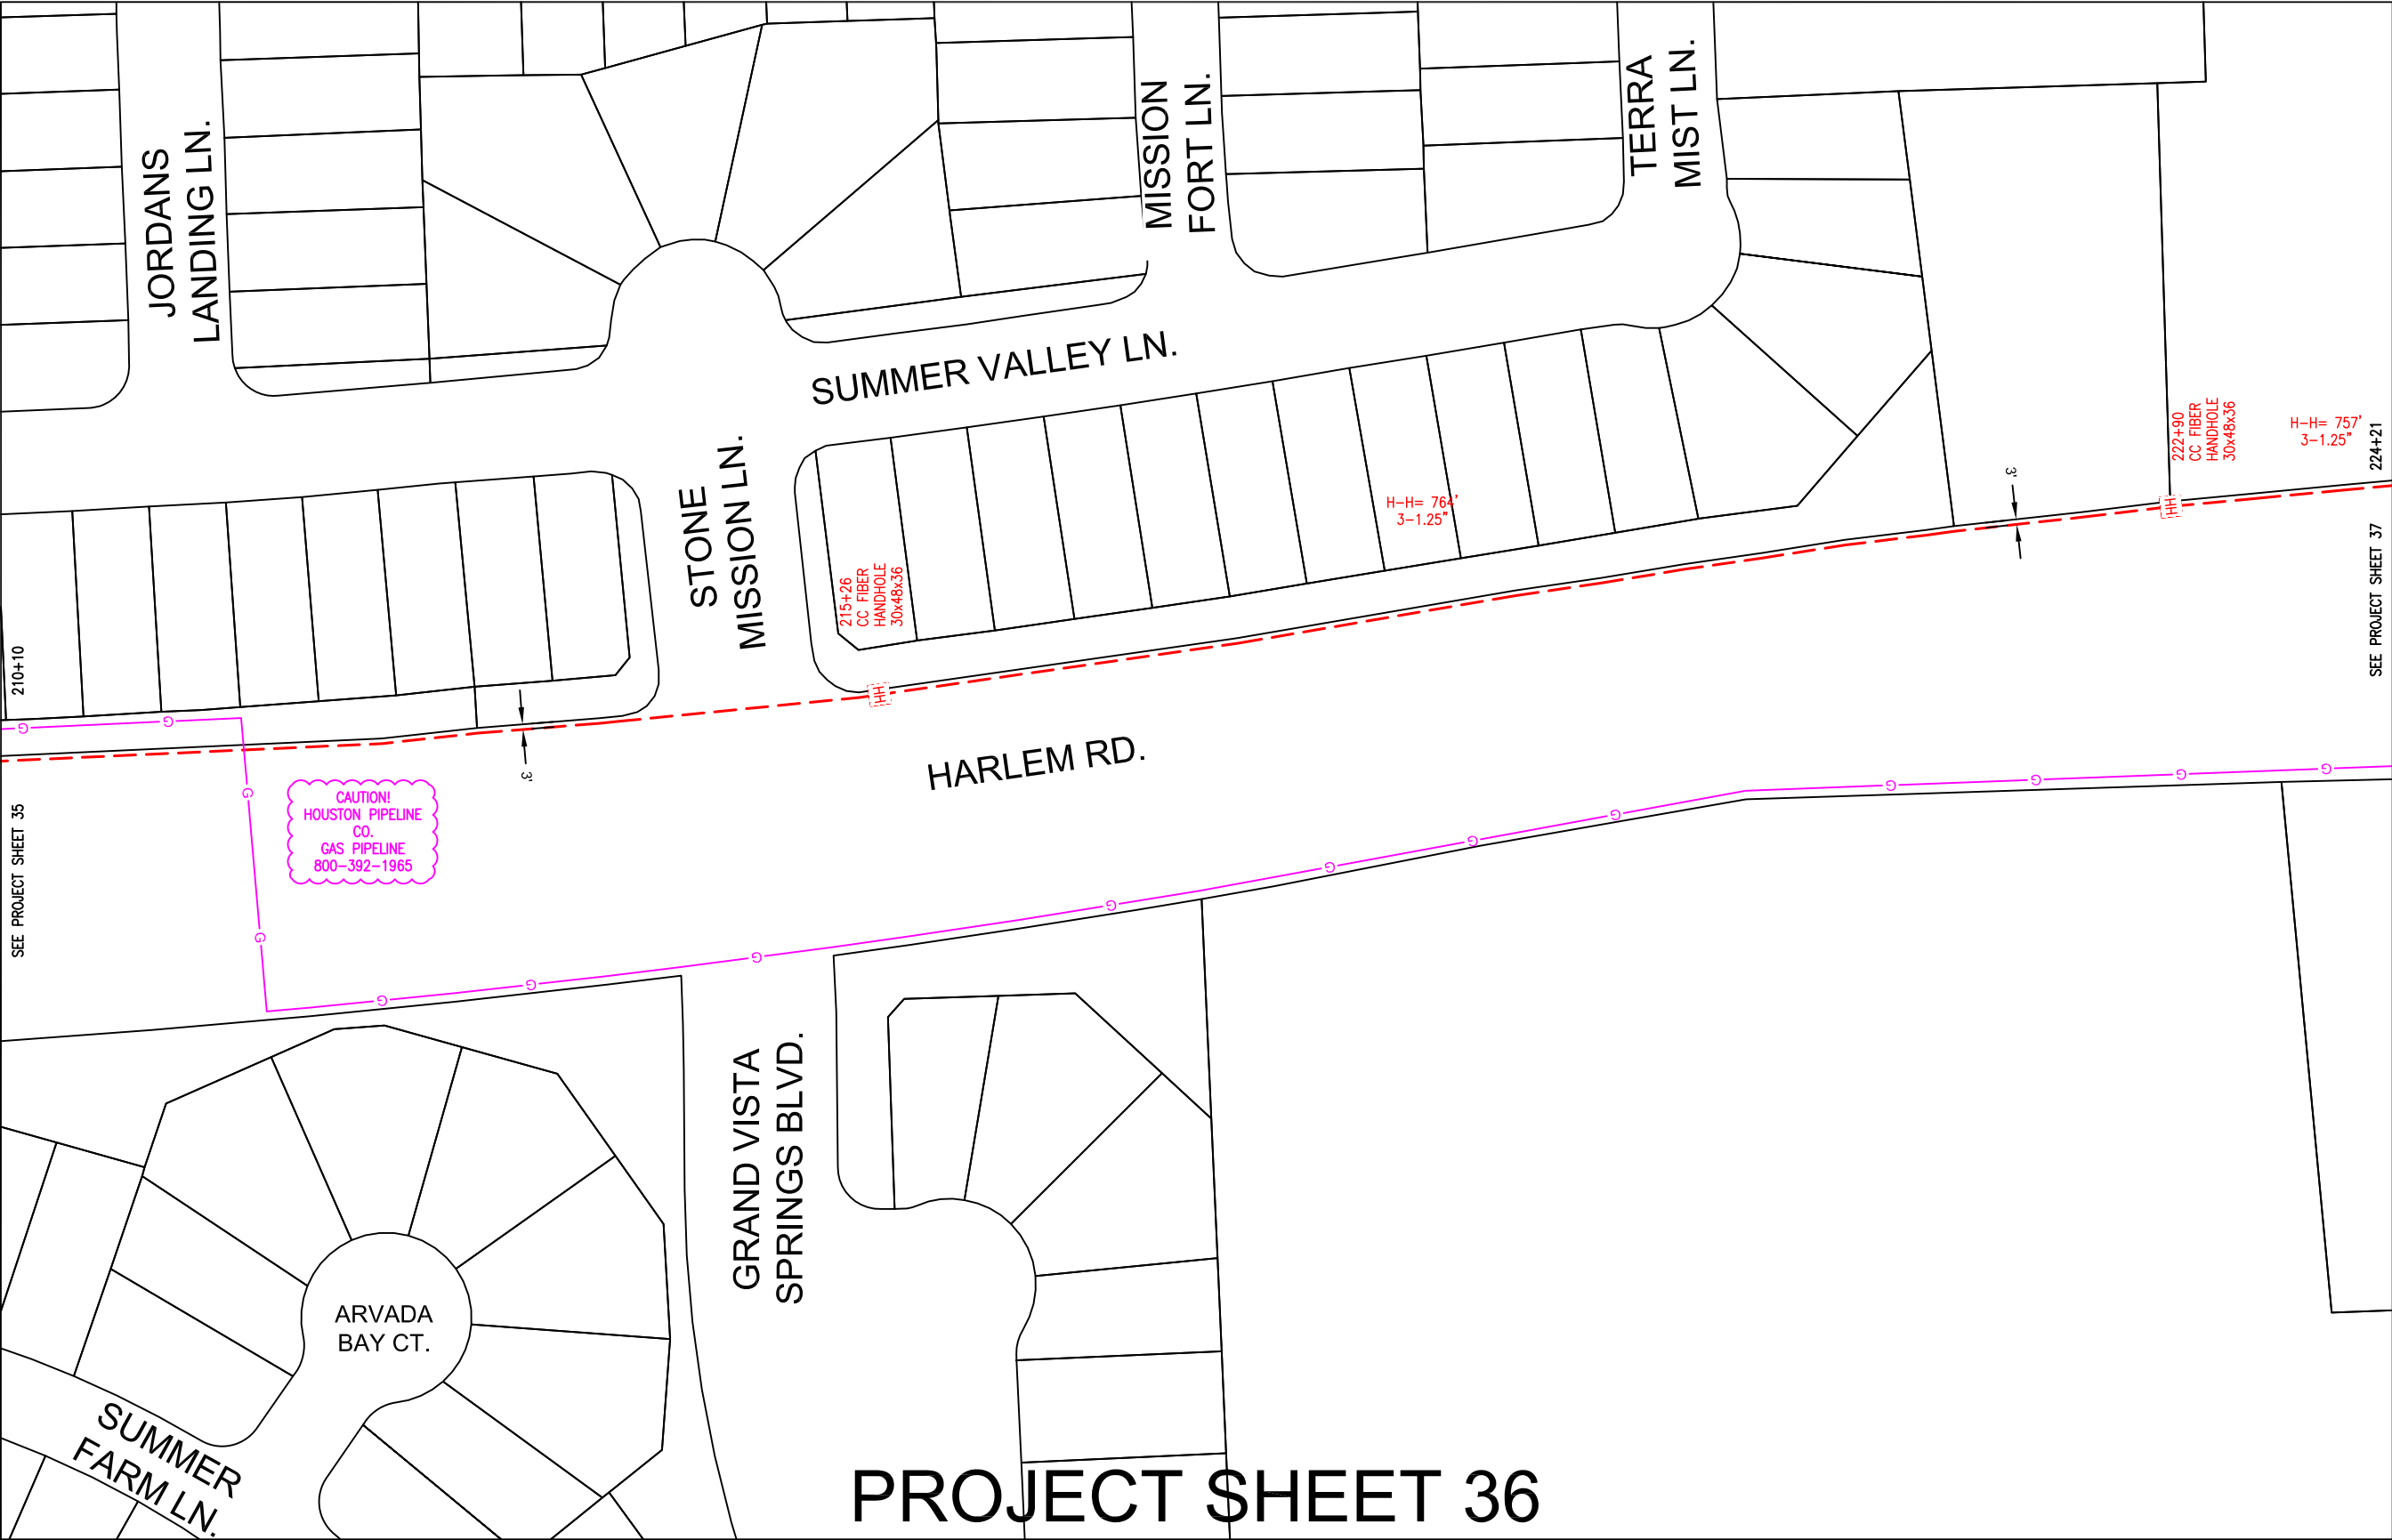 JORDANS
LANDING LN.
MISSION
FORT LN.
TERRA
MIST LN.
SUMMER VALLEY LN.
STONE
MISSION LN.
215+26
CC FIBER
HANDHOLE
30x48x36
H-H= 764'
3-1.25"
222+90
CC FIBER
HANDHOLE
30x48x36
H-H= 757'
3-1.25"
224+21
SEE PROJECT SHEET 37
3'
HH
210+10
SEE PROJECT SHEET 35
G
G
G
G
3'
HH
HARLEM RD.
CAUTION!
HOUSTON PIPELINE
CO.
GAS PIPELINE
800-392-1965
G
G
G
G
G
G
G
G
G
G
G
GRAND VISTA
SPRINGS BLVD.
ARVADA
BAY CT.
SUMMER
FARM LN.
PROJECT SHEET 36